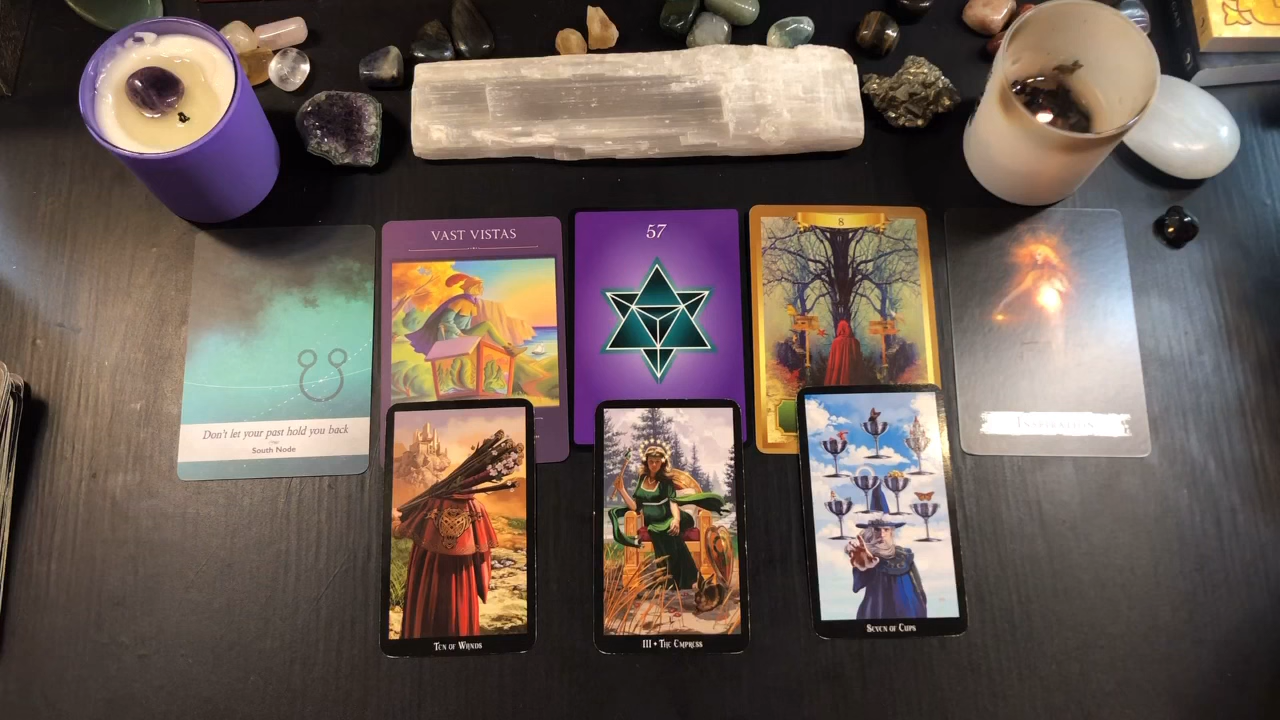 VAST VISTAS
57
8
Don't let your past hold you back
South Node
INSPIRATION
Ten of Wands
III • The Empress
Seven of Cups